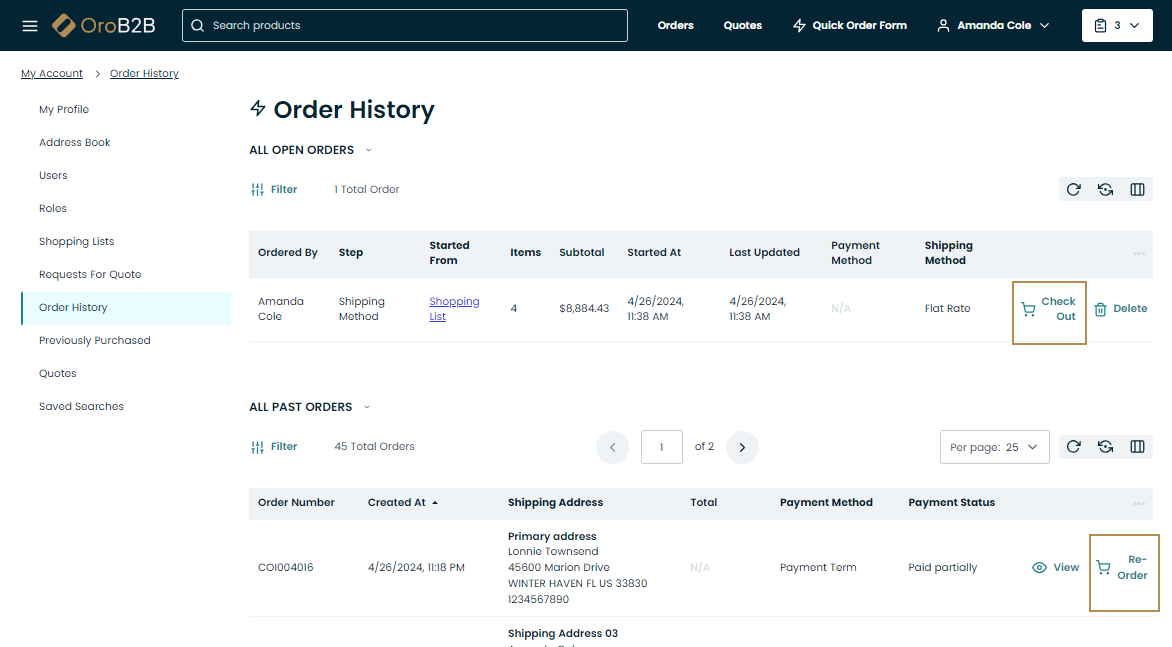 OroB2B
Search products
Orders
Quotes
Quick Order Form
Amanda Cole
3
My Account > Order History
My Profile
Address Book
Users
Roles
Shopping Lists
Requests For Quote
Order History
Previously Purchased
Quotes
Saved Searches
Order History
ALL OPEN ORDERS
Filter
1 Total Order
Ordered By
Step
Started
From
Items
Subtotal
Started At
Last Updated
Payment
Method
Shipping
Method
Amanda
Cole
Shipping
Method
Shopping
List
4
$8,884.43
4/26/2024,
11:38 AM
4/26/2024,
11:38 AM
N/A
Flat Rate
Check
Out
Delete
ALL PAST ORDERS
Filter
45 Total Orders
1
of 2
Per page: 25
Order Number
Created At
Shipping Address
Total
Payment Method
Payment Status
COI004016
4/26/2024, 11:18 PM
Primary address
Lonnie Townsend
45600 Marion Drive
WINTER HAVEN FL US 33830
1234567890
N/A
Payment Term
Paid partially
View
Re-
Order
Shipping Address 03